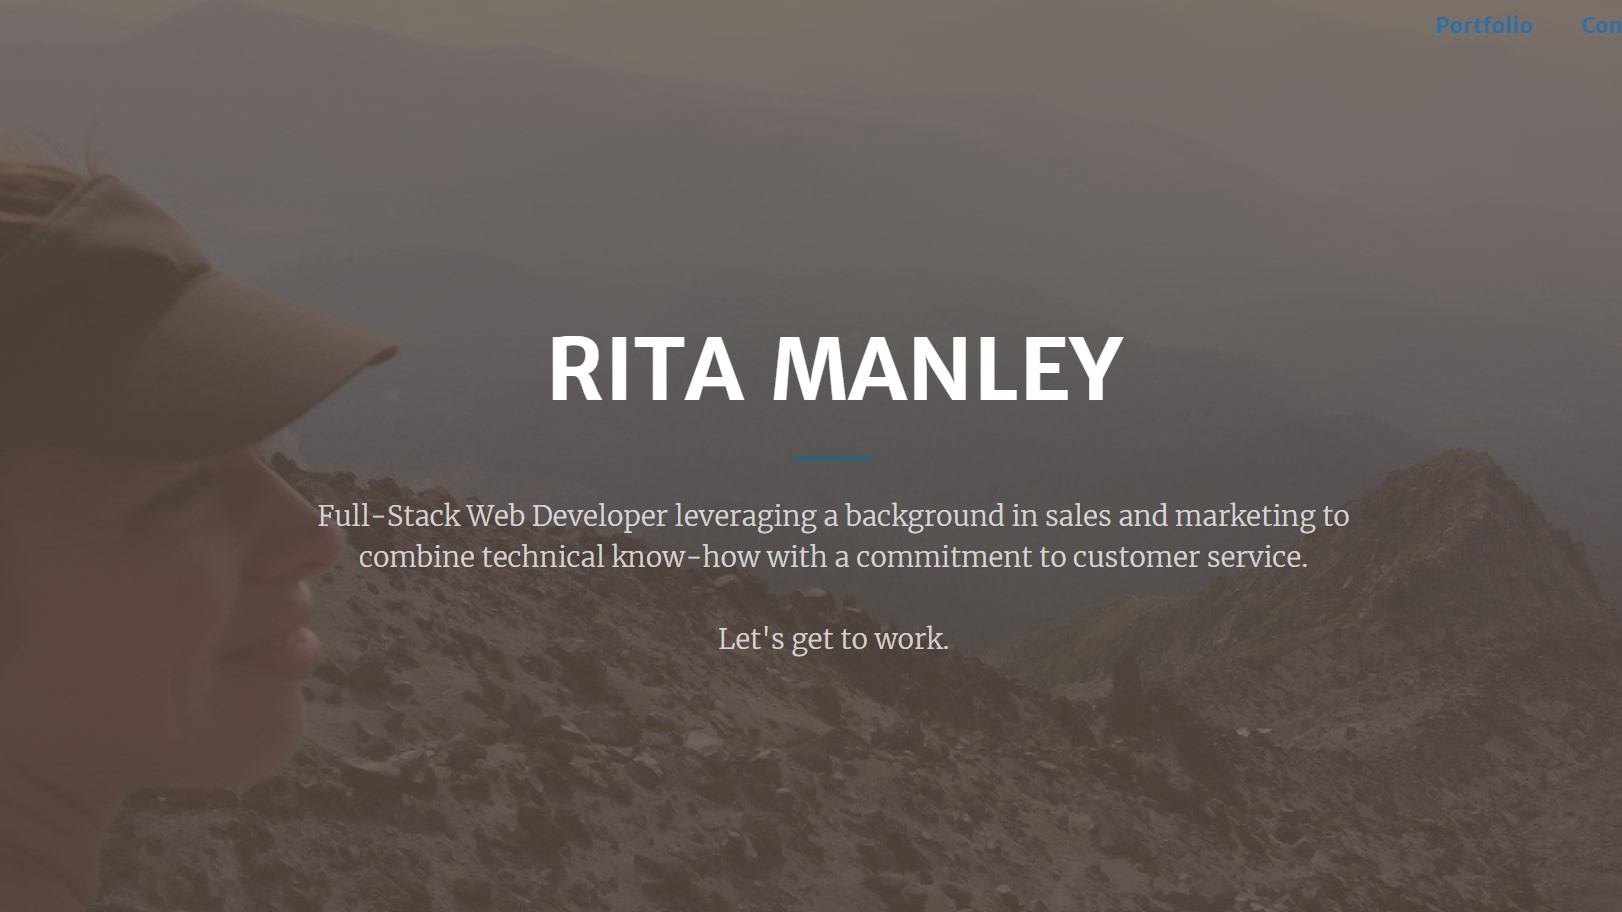 Portfolio
RITA MANLEY
Full-Stack Web Developer leveraging a background in sales and marketing to
combine technical know-how with a commitment to customer service.
Let's get to work.